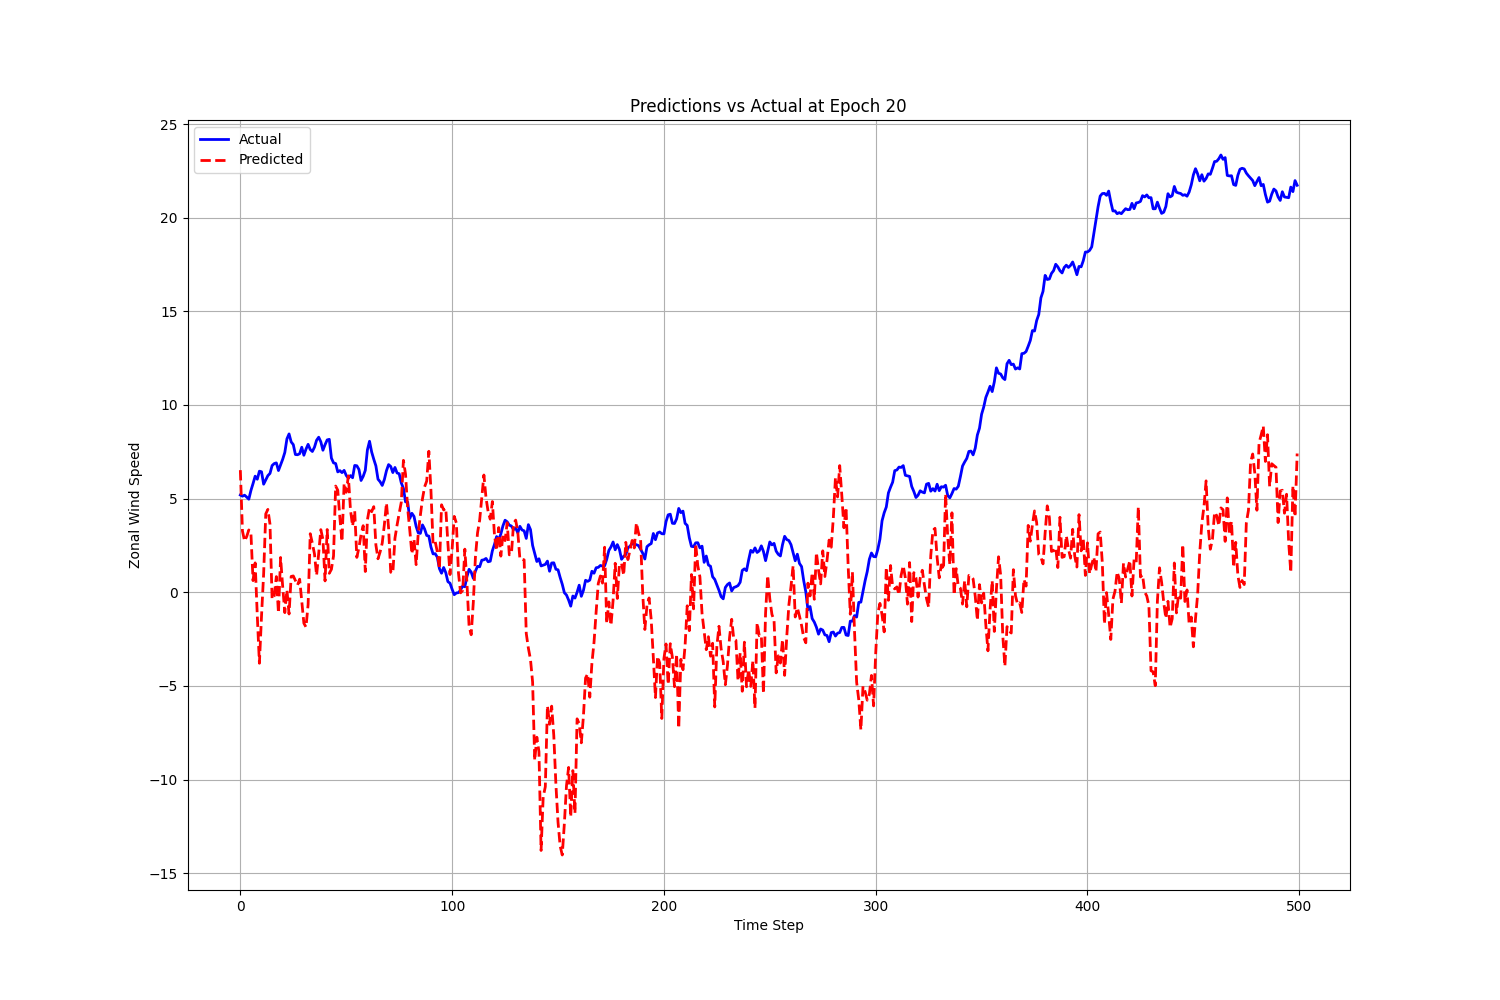 Predictions vs Actual at Epoch 20
Actual
Predicted
Zonal Wind Speed
25
20
15
10
5
0
−5
−10
−15
0 100 200 300 400 500
Time Step